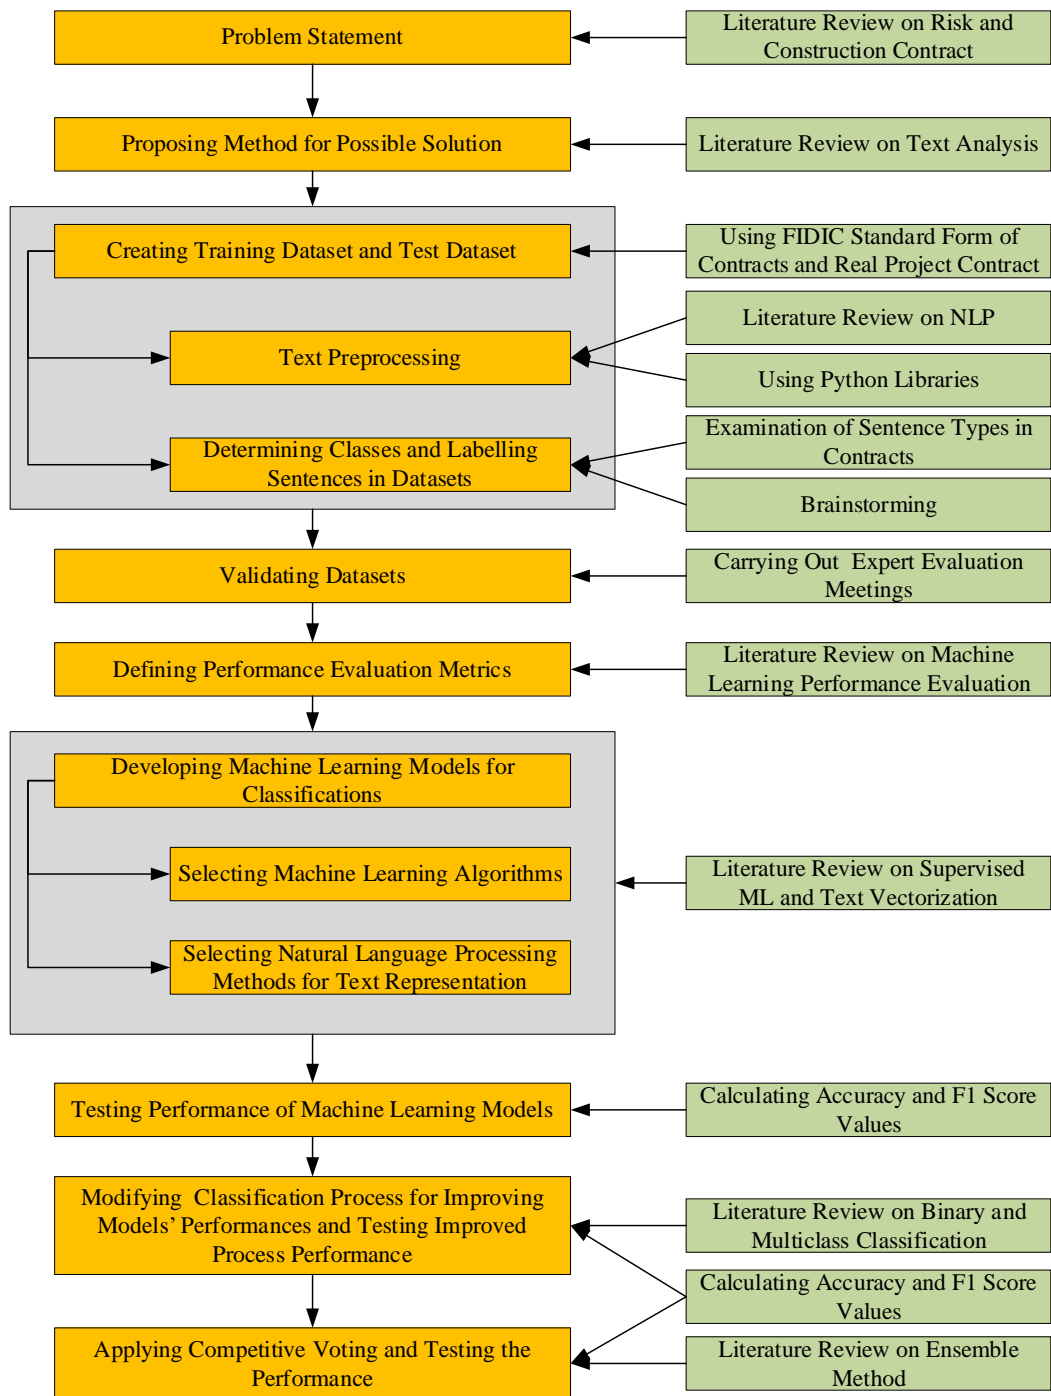 Problem Statement
Literature Review on Risk and
Construction Contract
Proposing Method for Possible Solution
Literature Review on Text Analysis
Creating Training Dataset and Test Dataset
Using FIDIC Standard Form of
Contracts and Real Project Contract
Literature Review on NLP
Text Preprocessing
Using Python Libraries
Determining Classes and Labelling
Sentences in Datasets
Examination of Sentence Types in
Contracts
Brainstorming
Validating Datasets
Carrying Out Expert Evaluation
Meetings
Defining Performance Evaluation Metrics
Literature Review on Machine
Learning Performance Evaluation
Developing Machine Learning Models for
Classifications
Selecting Machine Learning Algorithms
Literature Review on Supervised
ML and Text Vectorization
Selecting Natural Language Processing
Methods for Text Representation
Testing Performance of Machine Learning Models
Calculating Accuracy and F1 Score
Values
Modifying Classification Process for Improving
Models’ Performances and Testing Improved
Process Performance
Literature Review on Binary and
Multiclass Classification
Calculating Accuracy and F1 Score
Values
Applying Competitive Voting and Testing the
Performance
Literature Review on Ensemble
Method